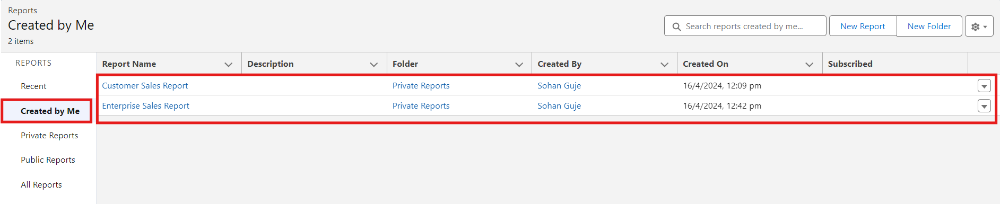 Reports
Created by Me
2 items
Search reports created by me...
New Report
New Folder
REPORTS
Recent
Created by Me
Private Reports
Public Reports
All Reports
Report Name Description Folder Created By Created On Subscribed
Customer Sales Report Private Reports Sohan Guje 16/4/2024, 12:09 pm
Enterprise Sales Report Private Reports Sohan Guje 16/4/2024, 12:42 pm